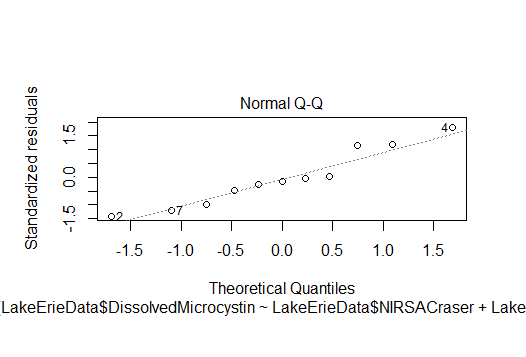 Normal Q-Q
Standardized residuals
1.5
0.0
-1.5
2
7
4
-1.5 -1.0 -0.5 0.0 0.5 1.0 1.5
Theoretical Quantiles
(LakeErieData$DissolvedMicrocystin ~ LakeErieData$NIRSACraser + Lake